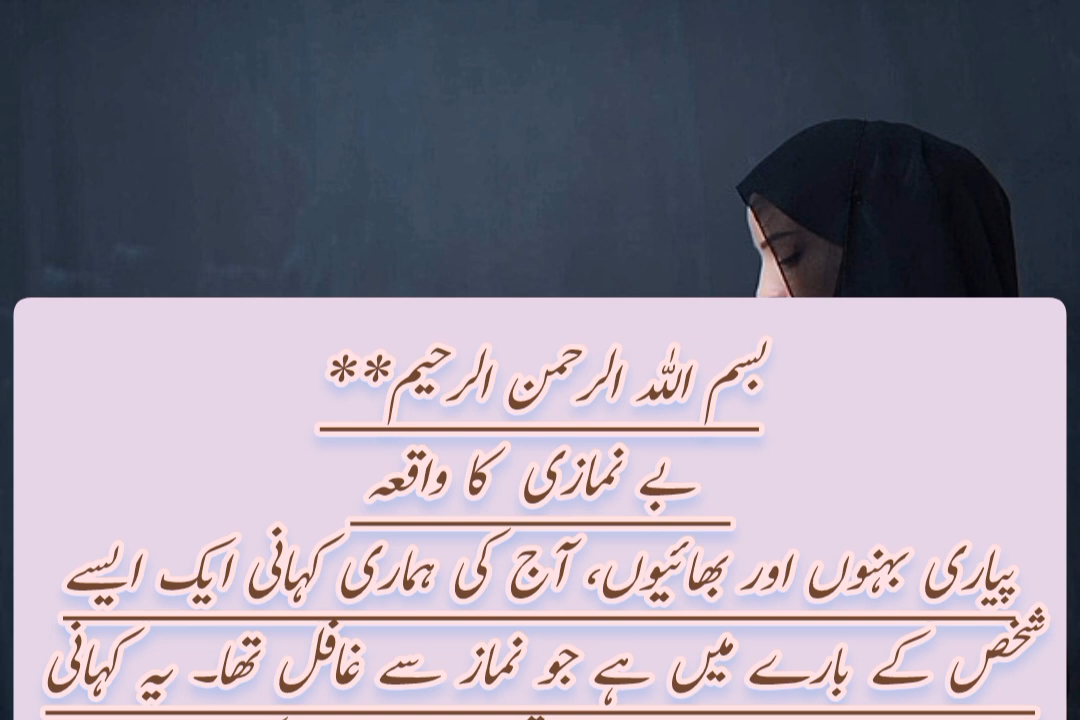 بسم اللہ الرحمن الرحیم**
بے نمازی کا واقعہ
پیاری بہنوں اور بھائیوں، آج کی ہماری کہانی ایک ایسے
شخص کے بارے میں ہے جو نماز سے غافل تھا۔ یہ کہانی